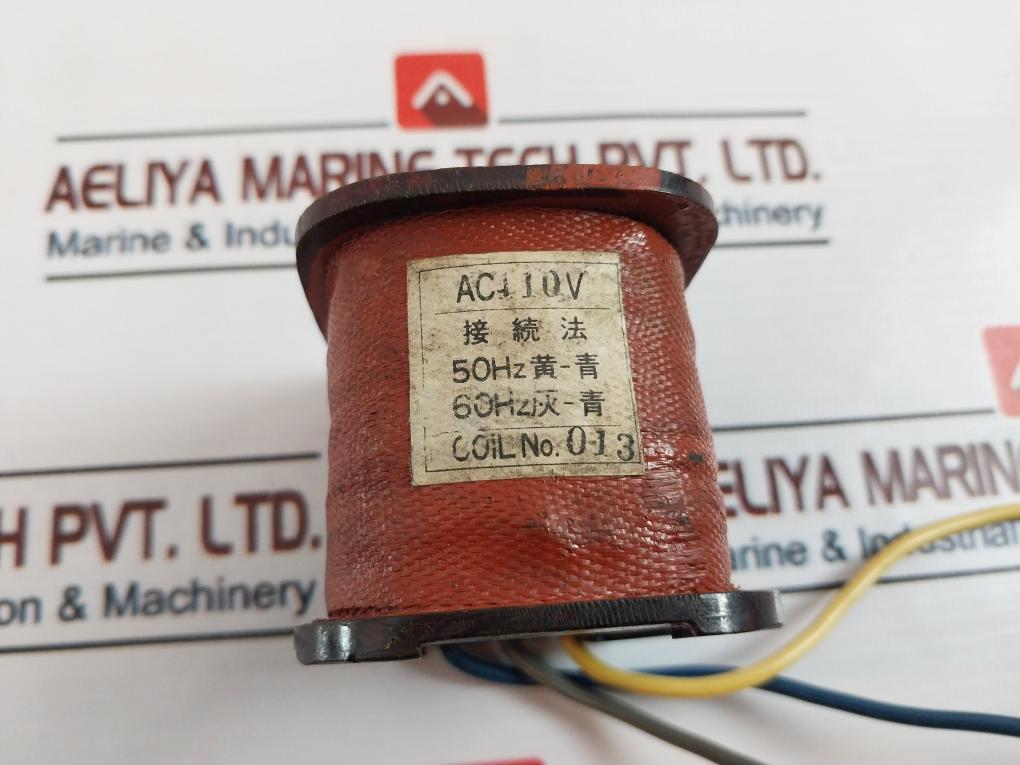 AELIYA MARINE TECH PVT. LTD.
Marine & Indu
chinery
AC110V
接続法
50Hz黄-青
60Hz灰-青
COiL No. 013
H PVT. LTD.
on & Machinery
ELIYA MARIN
arine & Industrian